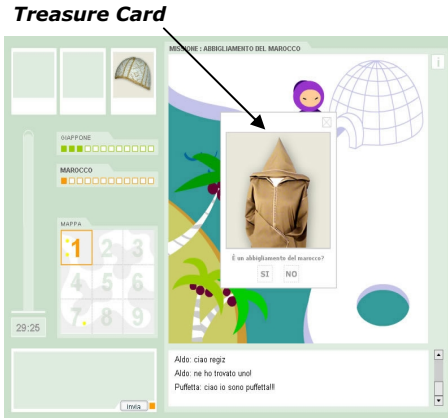 Treasure Card
MISSIONE : ABBIGLIAMENTO DEL MAROCCO
i
GIAPPONE
MAROCCO
MAPPA
1 2 3
4 5 6
7 8 9
È un abbigliamento del marocco?
SI NO
29:25
Aldo: ciao regiz
Aldo: ne ho trovato uno!
Puffetta: ciao io sono puffetta!!!
invia